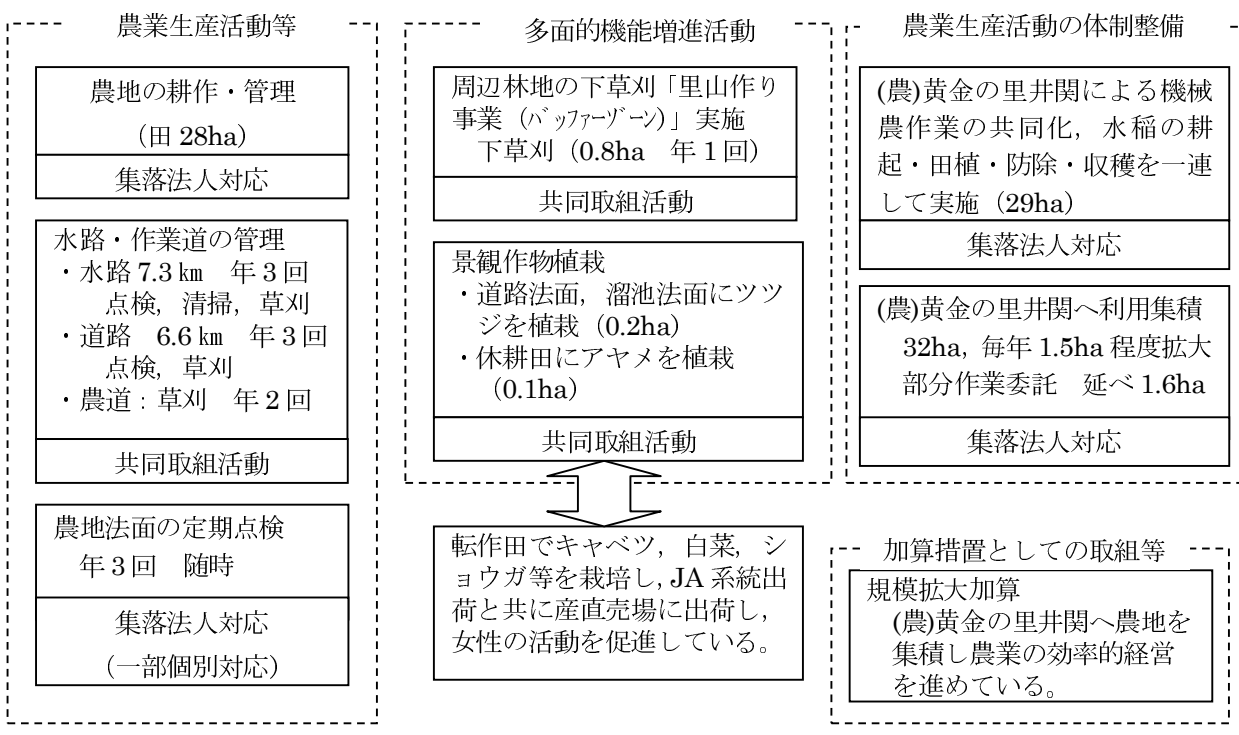 農業生産活動等
農地の耕作・管理
（田 28ha）
集落法人対応
水路・作業道の管理
・水路 7.3㎞　年３回
点検，清掃，草刈
・道路　6.6㎞　年３回
点検，草刈
・農道：草刈　年２回
共同取組活動
農地法面の定期点検
年３回　随時
集落法人対応
（一部個別対応）
多面的機能増進活動
周辺林地の下草刈「里山作り
事業（ﾊﾞｯﾌｧｰｿﾞｰﾝ）」実施
下草刈（0.8ha　年１回）
共同取組活動
景観作物植栽
・道路法面，溜池法面にツツ
ジを植栽（0.2ha）
・休耕田にアヤメを植栽
（0.1ha）
共同取組活動
転作田でキャベツ，白菜，シ
ョウガ等を栽培し，JA 系統出
荷と共に産直売場に出荷し，
女性の活動を促進している。
農業生産活動の体制整備
(農)黄金の里井関による機械
農作業の共同化，水稲の耕
起・田植・防除・収穫を一連
して実施（29ha）
集落法人対応
(農)黄金の里井関へ利用集積
32ha，毎年 1.5ha 程度拡大
部分作業委託　延べ 1.6ha
集落法人対応
加算措置としての取組等
規模拡大加算
(農)黄金の里井関へ農地を
集積し農業の効率的経営
を進めている。